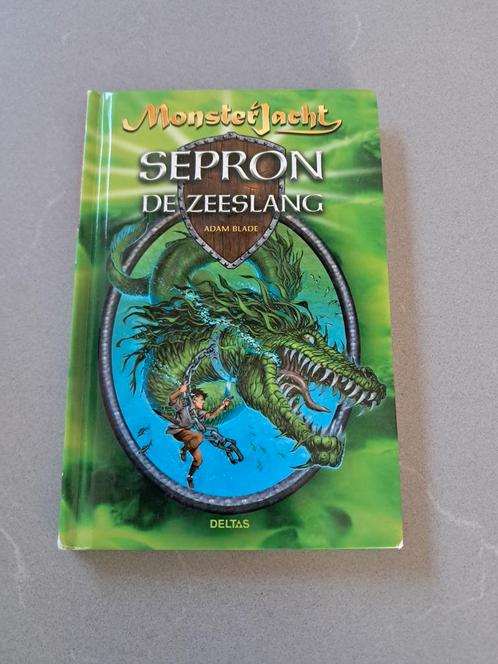 MonsterJacht
SEPRON
DE ZEESLANG
ADAM BLADE
DELTAS